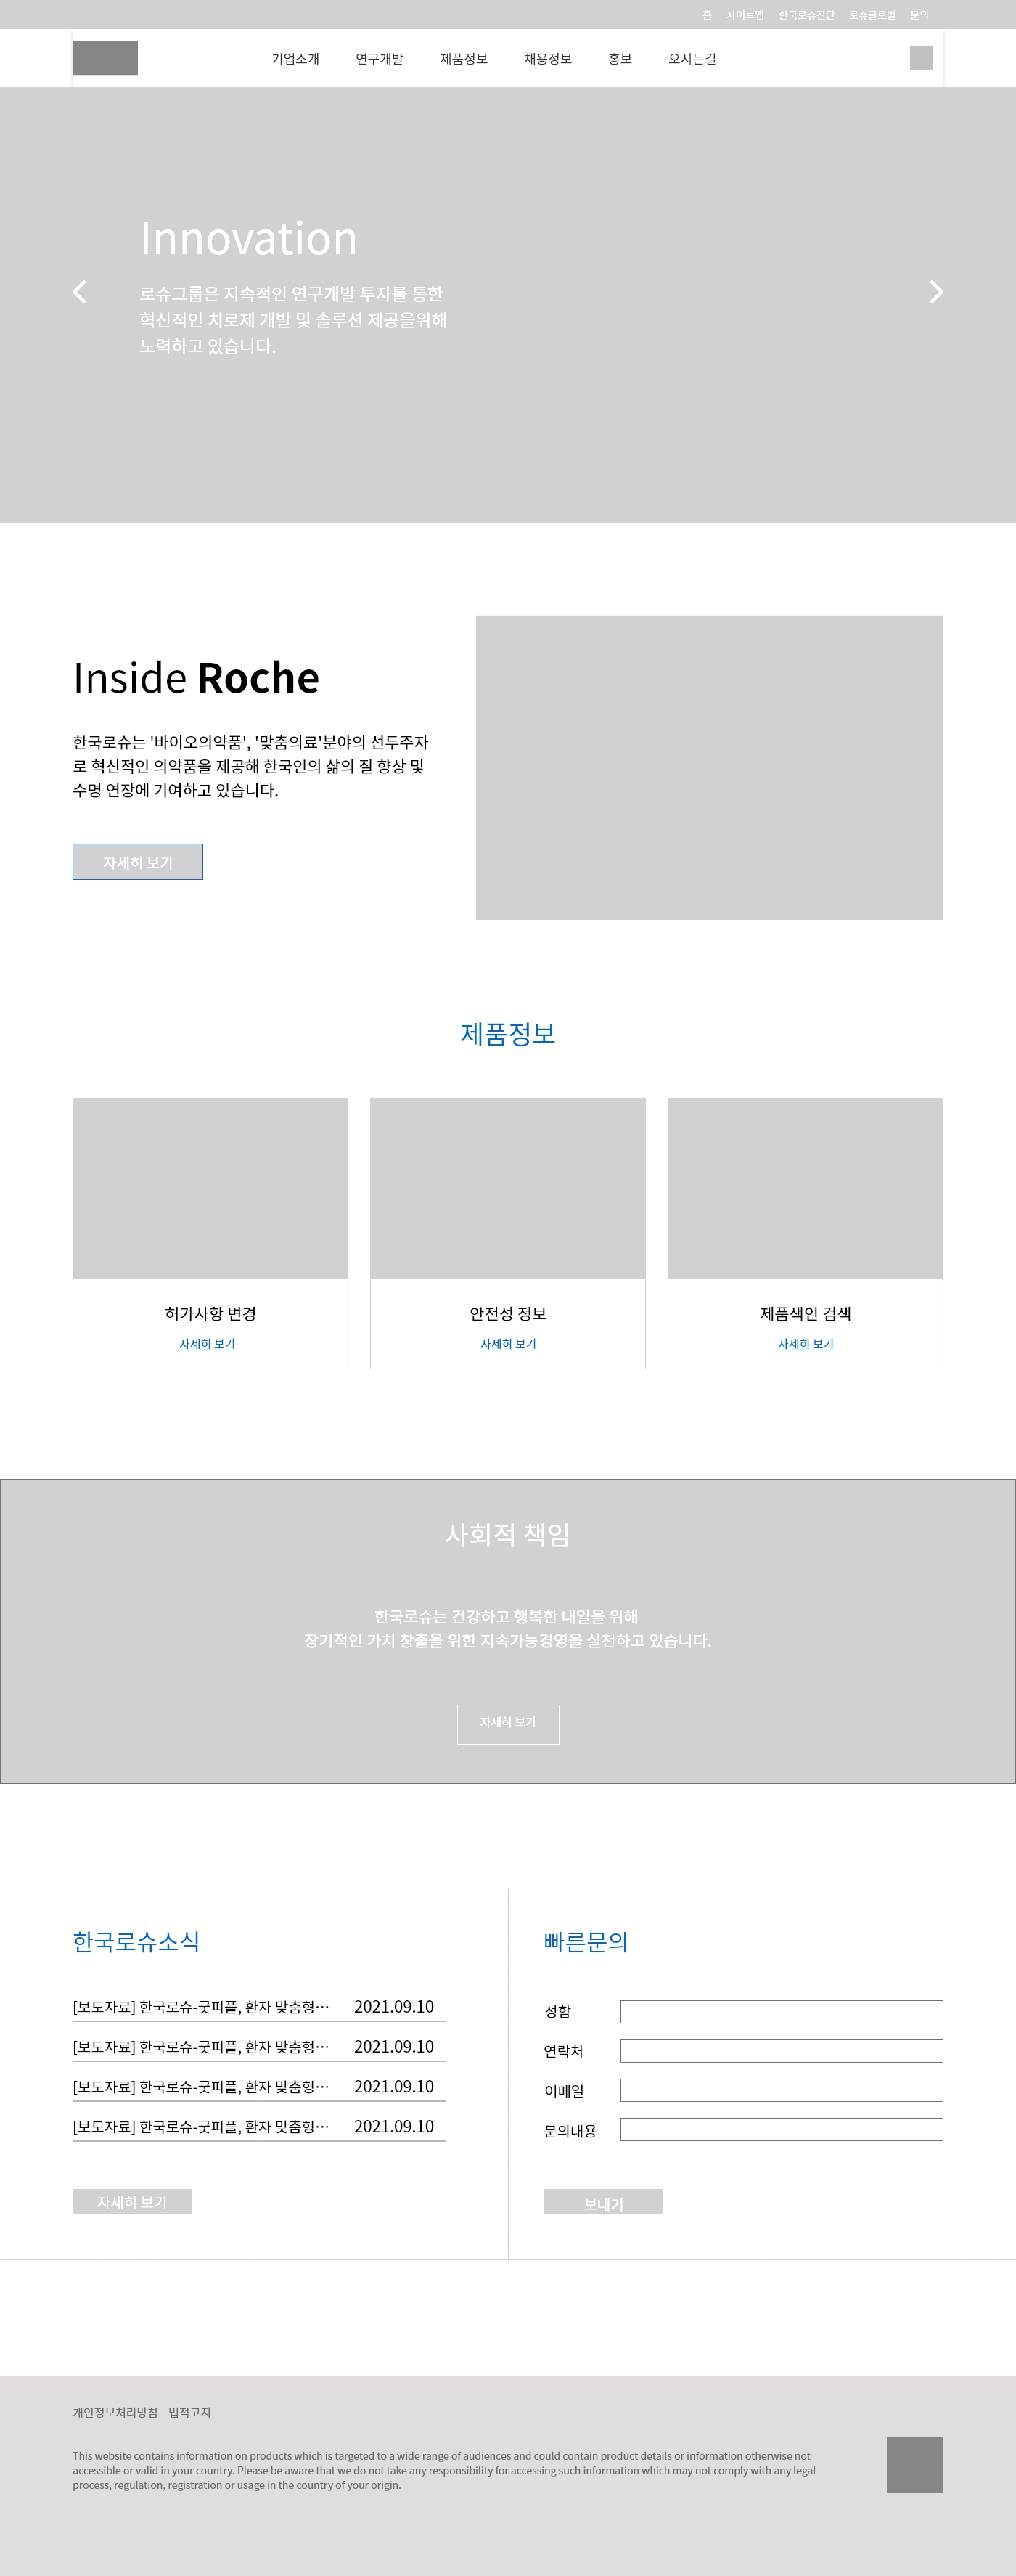 홈 사이트맵 한국로슈진단 로슈글로벌 문의
기업소개 연구개발 제품정보 채용정보 홍보 오시는길
Innovation
로슈그룹은 지속적인 연구개발 투자를 통한
혁신적인 치로제 개발 및 솔루션 제공을위해
노력하고 있습니다.
Inside Roche
한국로슈는 '바이오의약품', '맞춤의료'분야의 선두주자
로 혁신적인 의약품을 제공해 한국인의 삶의 질 향상 및
수명 연장에 기여하고 있습니다.
자세히 보기
제품정보
허가사항 변경
자세히 보기
안전성 정보
자세히 보기
제품색인 검색
자세히 보기
사회적 책임
한국로슈는 건강하고 행복한 내일을 위해
장기적인 가치 창출을 위한 지속가능경영을 실천하고 있습니다.
자세히 보기
한국로슈소식
[보도자료] 한국로슈-굿피플, 환자 맞춤형… 2021.09.10
[보도자료] 한국로슈-굿피플, 환자 맞춤형… 2021.09.10
[보도자료] 한국로슈-굿피플, 환자 맞춤형… 2021.09.10
[보도자료] 한국로슈-굿피플, 환자 맞춤형… 2021.09.10
자세히 보기
빠른문의
성함
연락처
이메일
문의내용
보내기
개인정보처리방침 법적고지
This website contains information on products which is targeted to a wide range of audiences and could contain product details or information otherwise not
accessible or valid in your country. Please be aware that we do not take any responsibility for accessing such information which may not comply with any legal
process, regulation, registration or usage in the country of your origin.